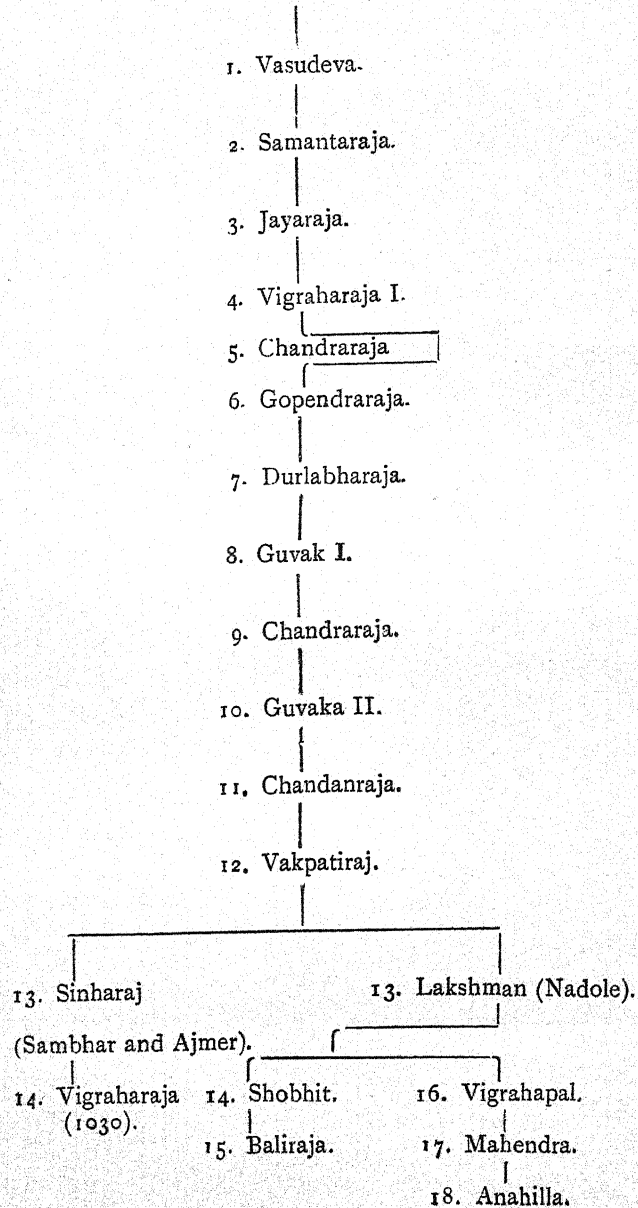 1. Vasudeva.
2. Samantaraja.
3. Jayaraja.
4. Vigraharaja I.
5. Chandraraja
6. Gopendraraja.
7. Durlabharaja.
8. Guvak I.
9. Chandraraja.
10. Guvaka II.
11. Chandanraja.
12. Vakpatiraj.
13. Sinharaj 13. Lakshman (Nadole).
(Sambhar and Ajmer).
14. Vigraharaja 14. Shobhit. 16. Vigrahapal.
(1030).
15. Baliraja. 17. Mahendra.
18. Anahilla.